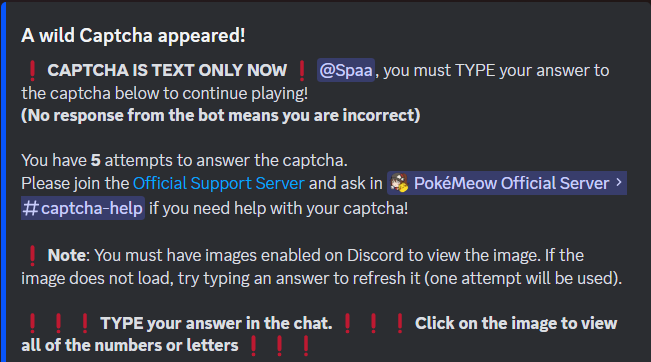 A wild Captcha appeared!
❗ CAPTCHA IS TEXT ONLY NOW ❗ @Spaa, you must TYPE your answer to
the captcha below to continue playing!
(No response from the bot means you are incorrect)
You have 5 attempts to answer the captcha.
Please join the Official Support Server and ask in PokéMeow Official Server ›
#captcha-help if you need help with your captcha!
❗ Note: You must have images enabled on Discord to view the image. If the
image does not load, try typing an answer to refresh it (one attempt will be used).
❗ ❗ ❗ TYPE your answer in the chat. ❗ ❗ ❗ Click on the image to view
all of the numbers or letters ❗ ❗ ❗